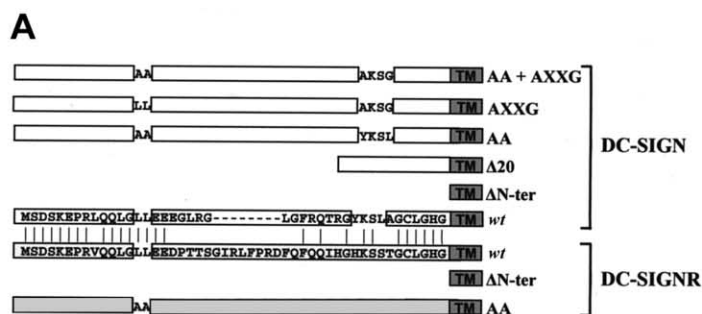 A
AA AKSG TM AA + AXXG
LL AKSG TM AXXG
AA YKSL TM AA
TM Δ20
TM ΔN-ter
MSDSKEPRLQQLGLLEEEGLRG---------LGFRQTRGYKSLAGCLGHG TM wt
MSDSKEPRVQQLGLLEEDPTTSGIRLFPRDFQFQQIHGHKSSTGCLGHG TM wt
TM ΔN-ter
AA TM AA
DC-SIGN
DC-SIGNR